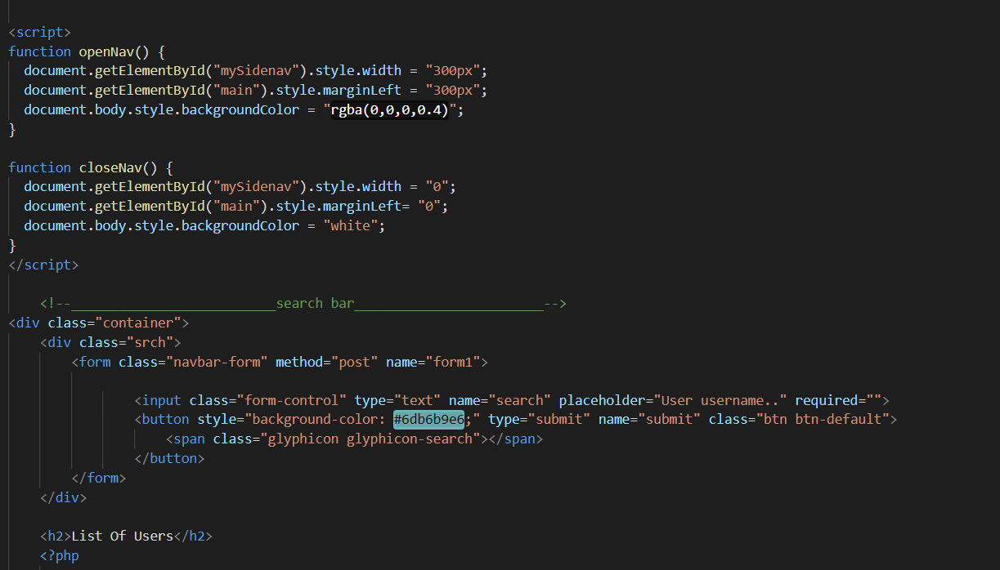 <script>
function openNav() {
  document.getElementById("mySidenav").style.width = "300px";
  document.getElementById("main").style.marginLeft = "300px";
  document.body.style.backgroundColor = "rgba(0,0,0,0.4)";
}
function closeNav() {
  document.getElementById("mySidenav").style.width = "0";
  document.getElementById("main").style.marginLeft= "0";
  document.body.style.backgroundColor = "white";
}
</script>
    <!--__________________________search bar________________________-->
<div class="container">
    <div class="srch">
        <form class="navbar-form" method="post" name="form1">
                <input class="form-control" type="text" name="search" placeholder="User username.." required="">
                <button style="background-color: #6db6b9e6;" type="submit" name="submit" class="btn btn-default">
                    <span class="glyphicon glyphicon-search"></span>
                </button>
        </form>
    </div>
    <h2>List Of Users</h2>
    <?php